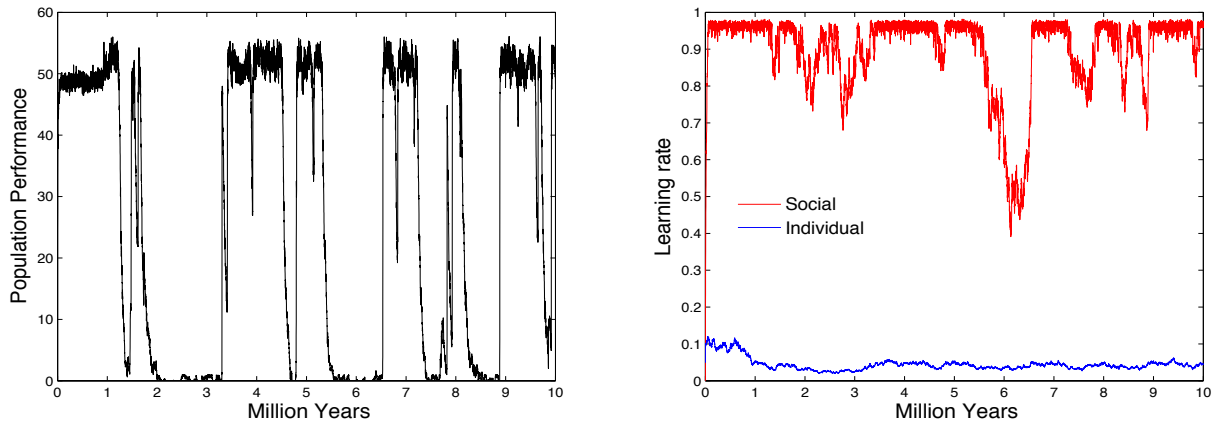 Population Performance
60
50
40
30
20
10
0
0 1 2 3 4 5 6 7 8 9 10
Million Years
Learning rate
1
0.9
0.8
0.7
0.6
0.5
0.4
0.3
0.2
0.1
0
Social
Individual
0 1 2 3 4 5 6 7 8 9 10
Million Years